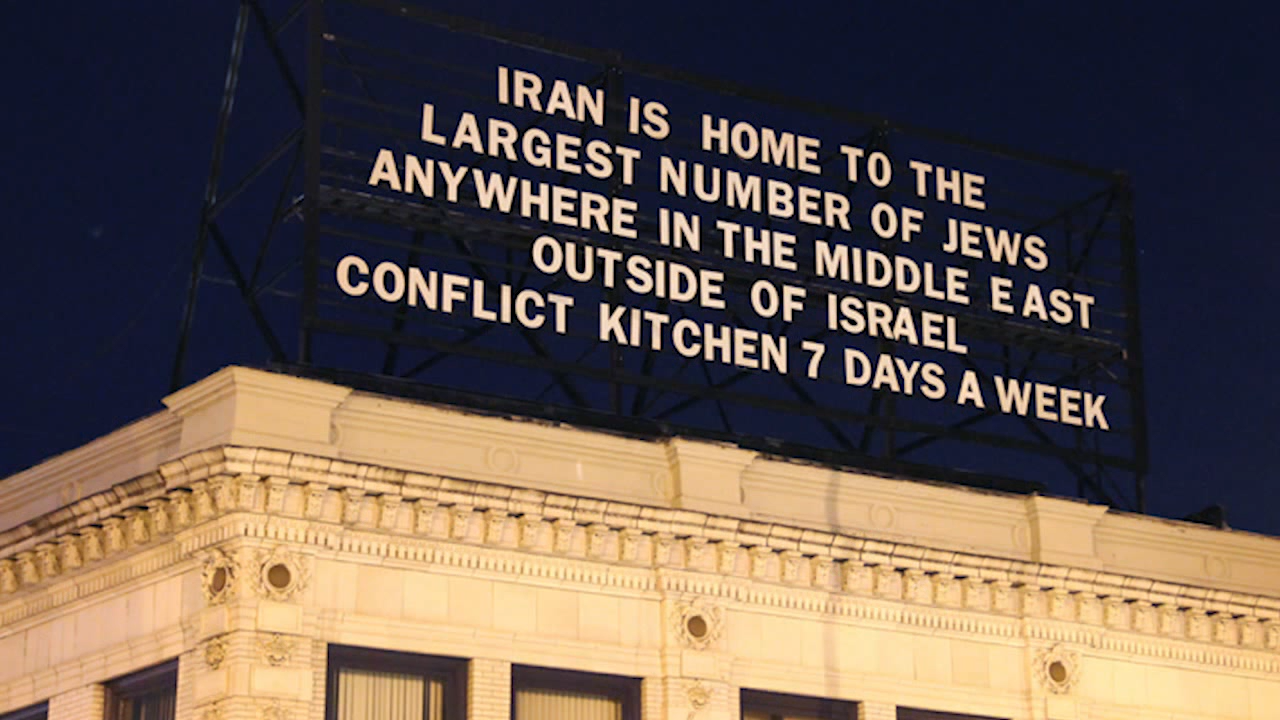 IRAN IS HOME TO THE
LARGEST NUMBER OF JEWS
ANYWHERE IN THE MIDDLE EAST
OUTSIDE OF ISRAEL
CONFLICT KITCHEN 7 DAYS A WEEK